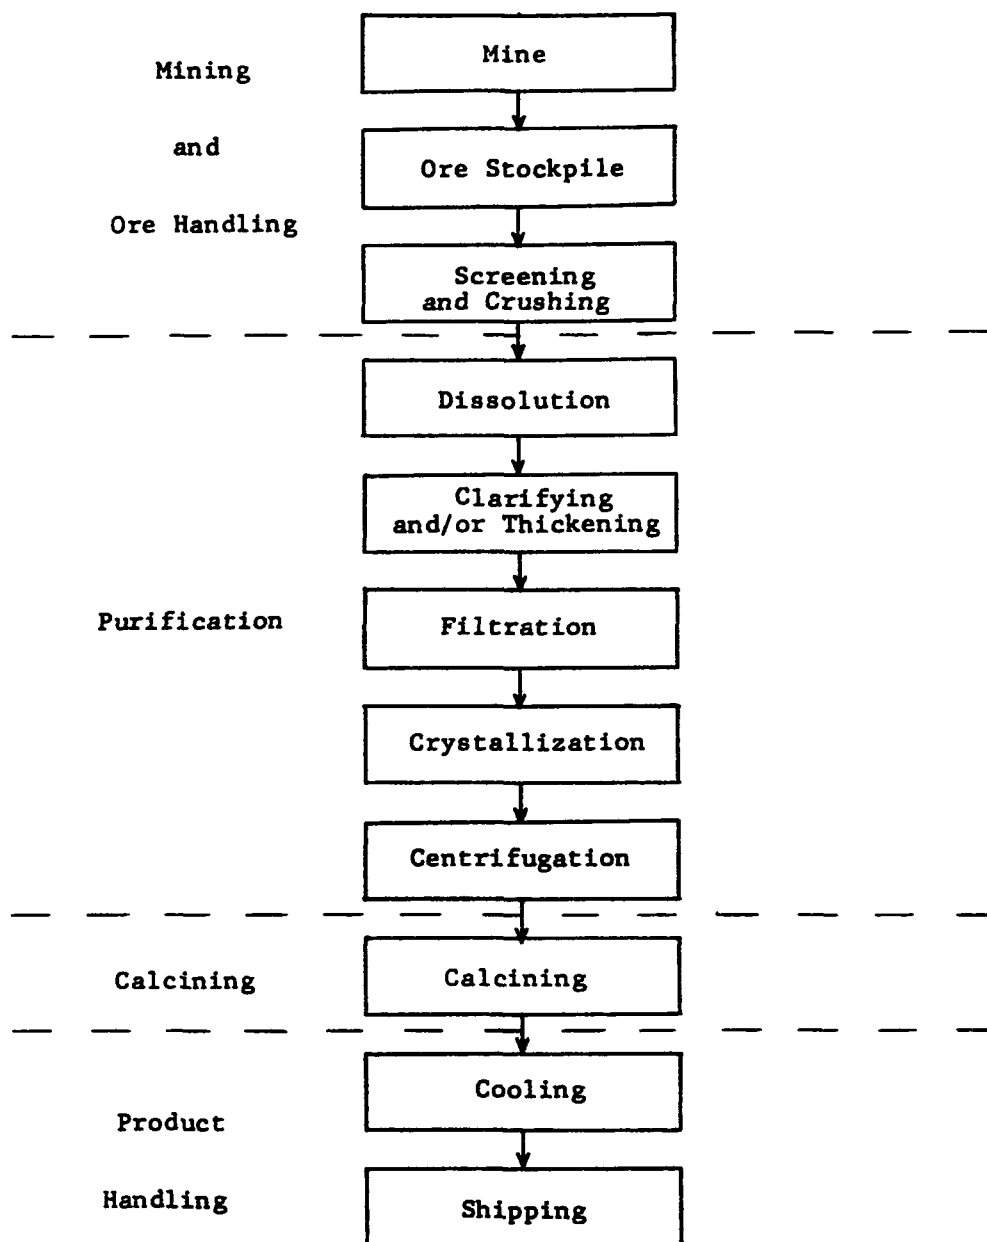 Mining
and
Ore Handling
Mine
Ore Stockpile
Screening
and Crushing
Purification
Dissolution
Clarifying
and/or Thickening
Filtration
Crystallization
Centrifugation
Calcining
Calcining
Product
Handling
Cooling
Shipping